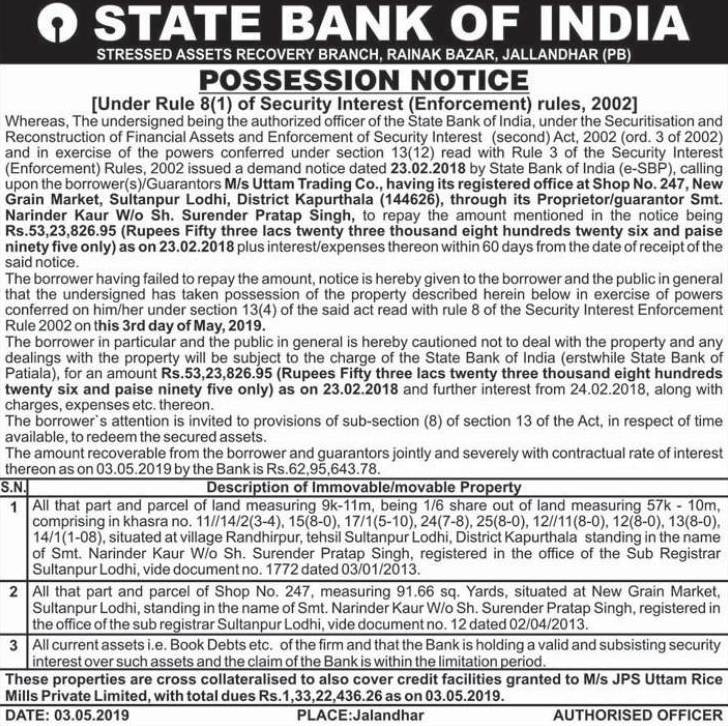 STATE BANK OF INDIA
STRESSED ASSETS RECOVERY BRANCH, RAINAK BAZAR, JALLANDHAR (PB)
POSSESSION NOTICE
[Under Rule 8(1) of Security Interest (Enforcement) rules, 2002]
Whereas, The undersigned being the authorized officer of the State Bank of India, under the Securitisation and
Reconstruction of Financial Assets and Enforcement of Security Interest (second) Act, 2002 (ord. 3 of 2002)
and in exercise of the powers conferred under section 13(12) read with Rule 3 of the Security Interest
(Enforcement) Rules, 2002 issued a demand notice dated 23.02.2018 by State Bank of India (e-SBP), calling
upon the borrower(s)/Guarantors M/s Uttam Trading Co., having its registered office at Shop No. 247, New
Grain Market, Sultanpur Lodhi, District Kapurthala (144626), through its Proprietor/guarantor Smt.
Narinder Kaur W/o Sh. Surender Pratap Singh, to repay the amount mentioned in the notice being
Rs.53,23,826.95 (Rupees Fifty three lacs twenty three thousand eight hundreds twenty six and paise
ninety five only) as on 23.02.2018 plus interest/expenses thereon within 60 days from the date of receipt of the
said notice.
The borrower having failed to repay the amount, notice is hereby given to the borrower and the public in general
that the undersigned has taken possession of the property described herein below in exercise of powers
conferred on him/her under section 13(4) of the said act read with rule 8 of the Security Interest Enforcement
Rule 2002 on this 3rd day of May, 2019.
The borrower in particular and the public in general is hereby cautioned not to deal with the property and any
dealings with the property will be subject to the charge of the State Bank of India (erstwhile State Bank of
Patiala), for an amount Rs.53,23,826.95 (Rupees Fifty three lacs twenty three thousand eight hundreds
twenty six and paise ninety five only) as on 23.02.2018 and further interest from 24.02.2018, along with
charges, expenses etc. thereon.
The borrower`s attention is invited to provisions of sub-section (8) of section 13 of the Act, in respect of time
available, to redeem the secured assets.
The amount recoverable from the borrower and guarantors jointly and severely with contractual rate of interest
thereon as on 03.05.2019 by the Bank is Rs.62,95,643.78.
S.N. Description of Immovable/movable Property
1 All that part and parcel of land measuring 9k-11m, being 1/6 share out of land measuring 57k - 10m,
comprising in khasra no. 11//14/2(3-4), 15(8-0), 17/1(5-10), 24(7-8), 25(8-0), 12//11(8-0), 12(8-0), 13(8-0),
14/1(1-08), situated at village Randhirpur, tehsil Sultanpur Lodhi, District Kapurthala standing in the name
of Smt. Narinder Kaur W/o Sh. Surender Pratap Singh, registered in the office of the Sub Registrar
Sultanpur Lodhi, vide document no. 1772 dated 03/01/2013.
2 All that part and parcel of Shop No. 247, measuring 91.66 sq. Yards, situated at New Grain Market,
Sultanpur Lodhi, standing in the name of Smt. Narinder Kaur W/o Sh. Surender Pratap Singh, registered in
the office of the sub registrar Sultanpur Lodhi, vide document no. 12 dated 02/04/2013.
3 All current assets i.e. Book Debts etc. of the firm and that the Bank is holding a valid and subsisting security
interest over such assets and the claim of the Bank is within the limitation period.
These properties are cross collateralised to also cover credit facilities granted to M/s JPS Uttam Rice
Mills Private Limited, with total dues Rs.1,33,22,436.26 as on 03.05.2019.
DATE: 03.05.2019 PLACE:Jalandhar AUTHORISED OFFICER